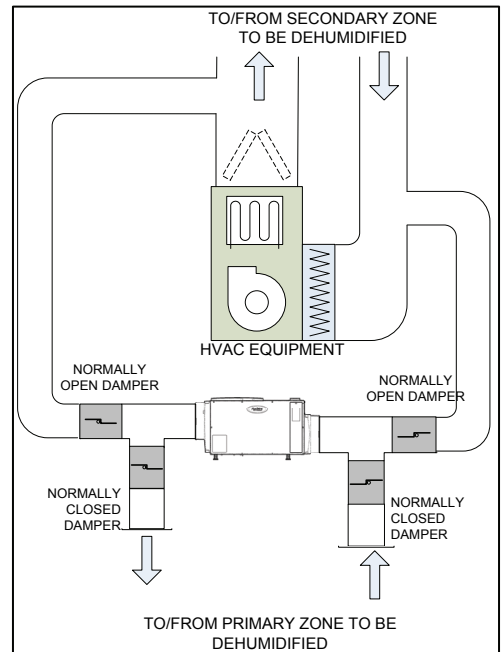 TO/FROM SECONDARY ZONE
TO BE DEHUMIDIFIED
HVAC EQUIPMENT
NORMALLY
OPEN DAMPER
NORMALLY
OPEN DAMPER
NORMALLY
CLOSED
DAMPER
NORMALLY
CLOSED
DAMPER
TO/FROM PRIMARY ZONE TO BE
DEHUMIDIFIED